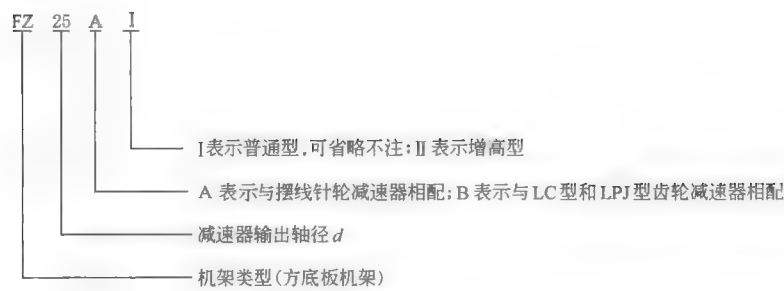 FZ 25 A I
I表示普通型,可省略不注;II表示增高型
A 表示与摆线针轮减速器相配;B 表示与LC型和LPJ型齿轮减速器相配
减速器输出轴径d
机架类型(方底板机架)